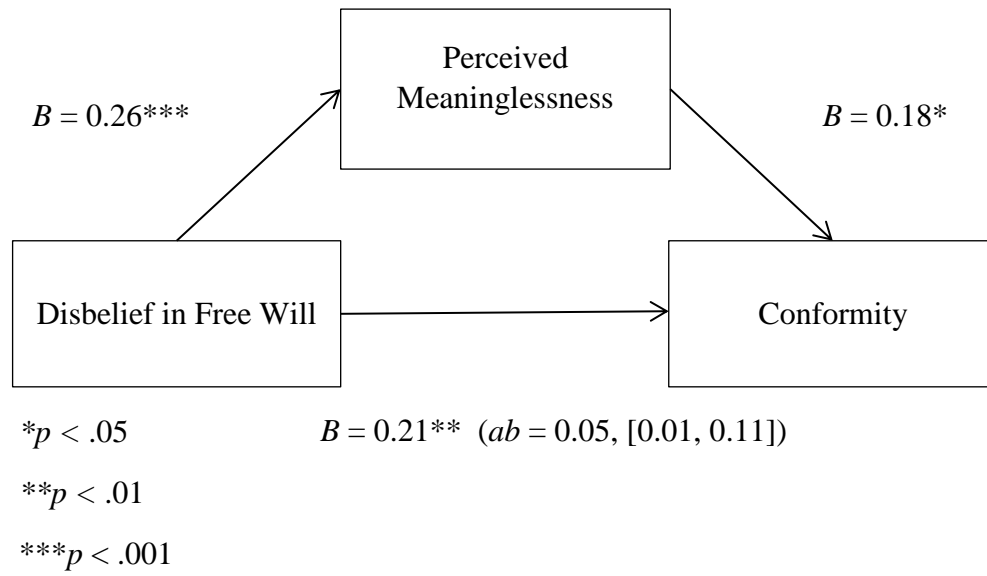 Perceived
Meaninglessness
B = 0.26***
B = 0.18*
Disbelief in Free Will
Conformity
*p < .05
B = 0.21** (ab = 0.05, [0.01, 0.11])
**p < .01
***p < .001